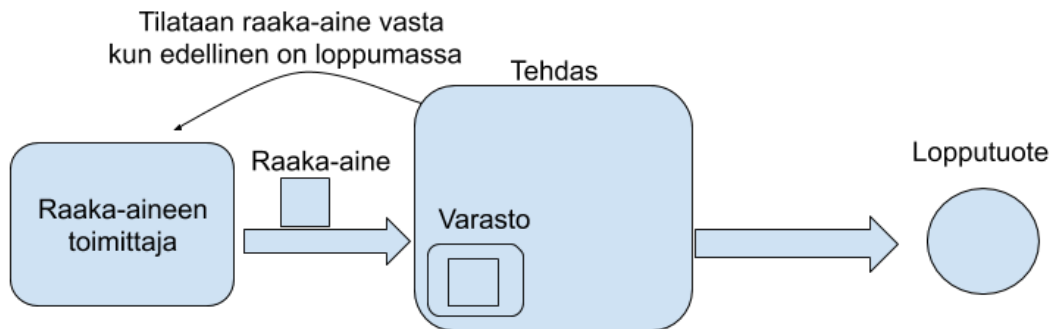 Tilataan raaka-aine vasta
kun edellinen on loppumassa
Tehdas
Raaka-aineen
toimittaja
Raaka-aine
Varasto
Lopputuote